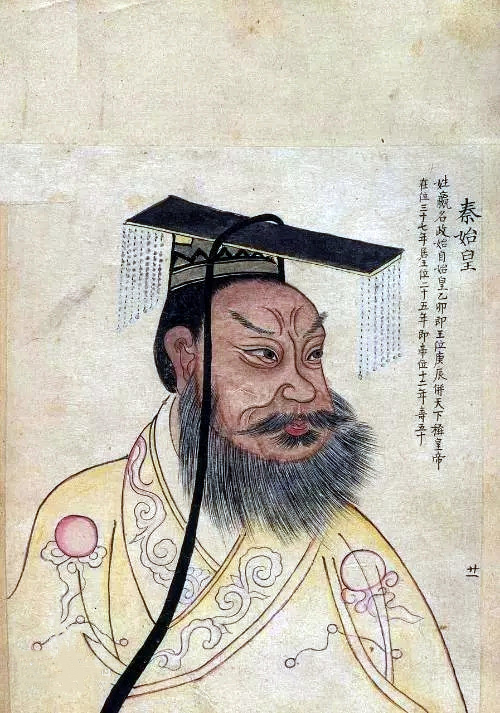 秦始皇
姓嬴名政始自始皇乙卯即王位庚辰併天下稱皇帝
在位三十七年居王位二十五年即帝位十二年壽五十
廿一